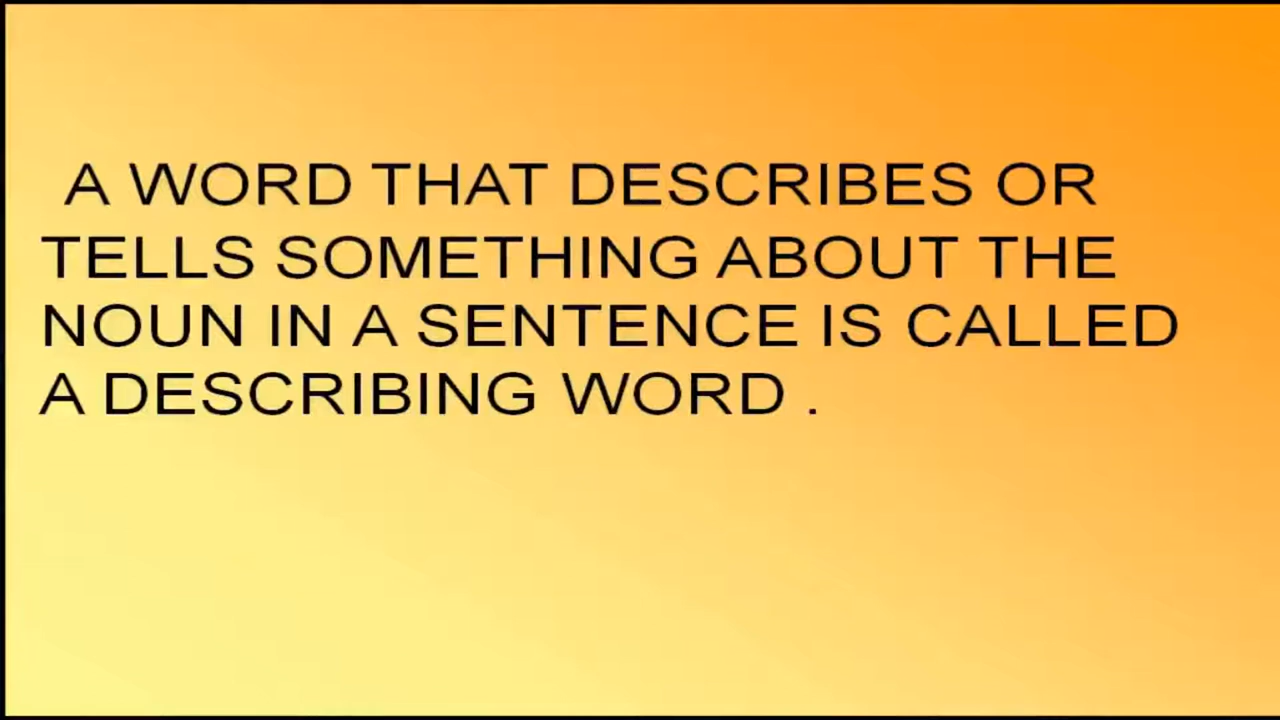 A WORD THAT DESCRIBES OR
TELLS SOMETHING ABOUT THE
NOUN IN A SENTENCE IS CALLED
A DESCRIBING WORD .